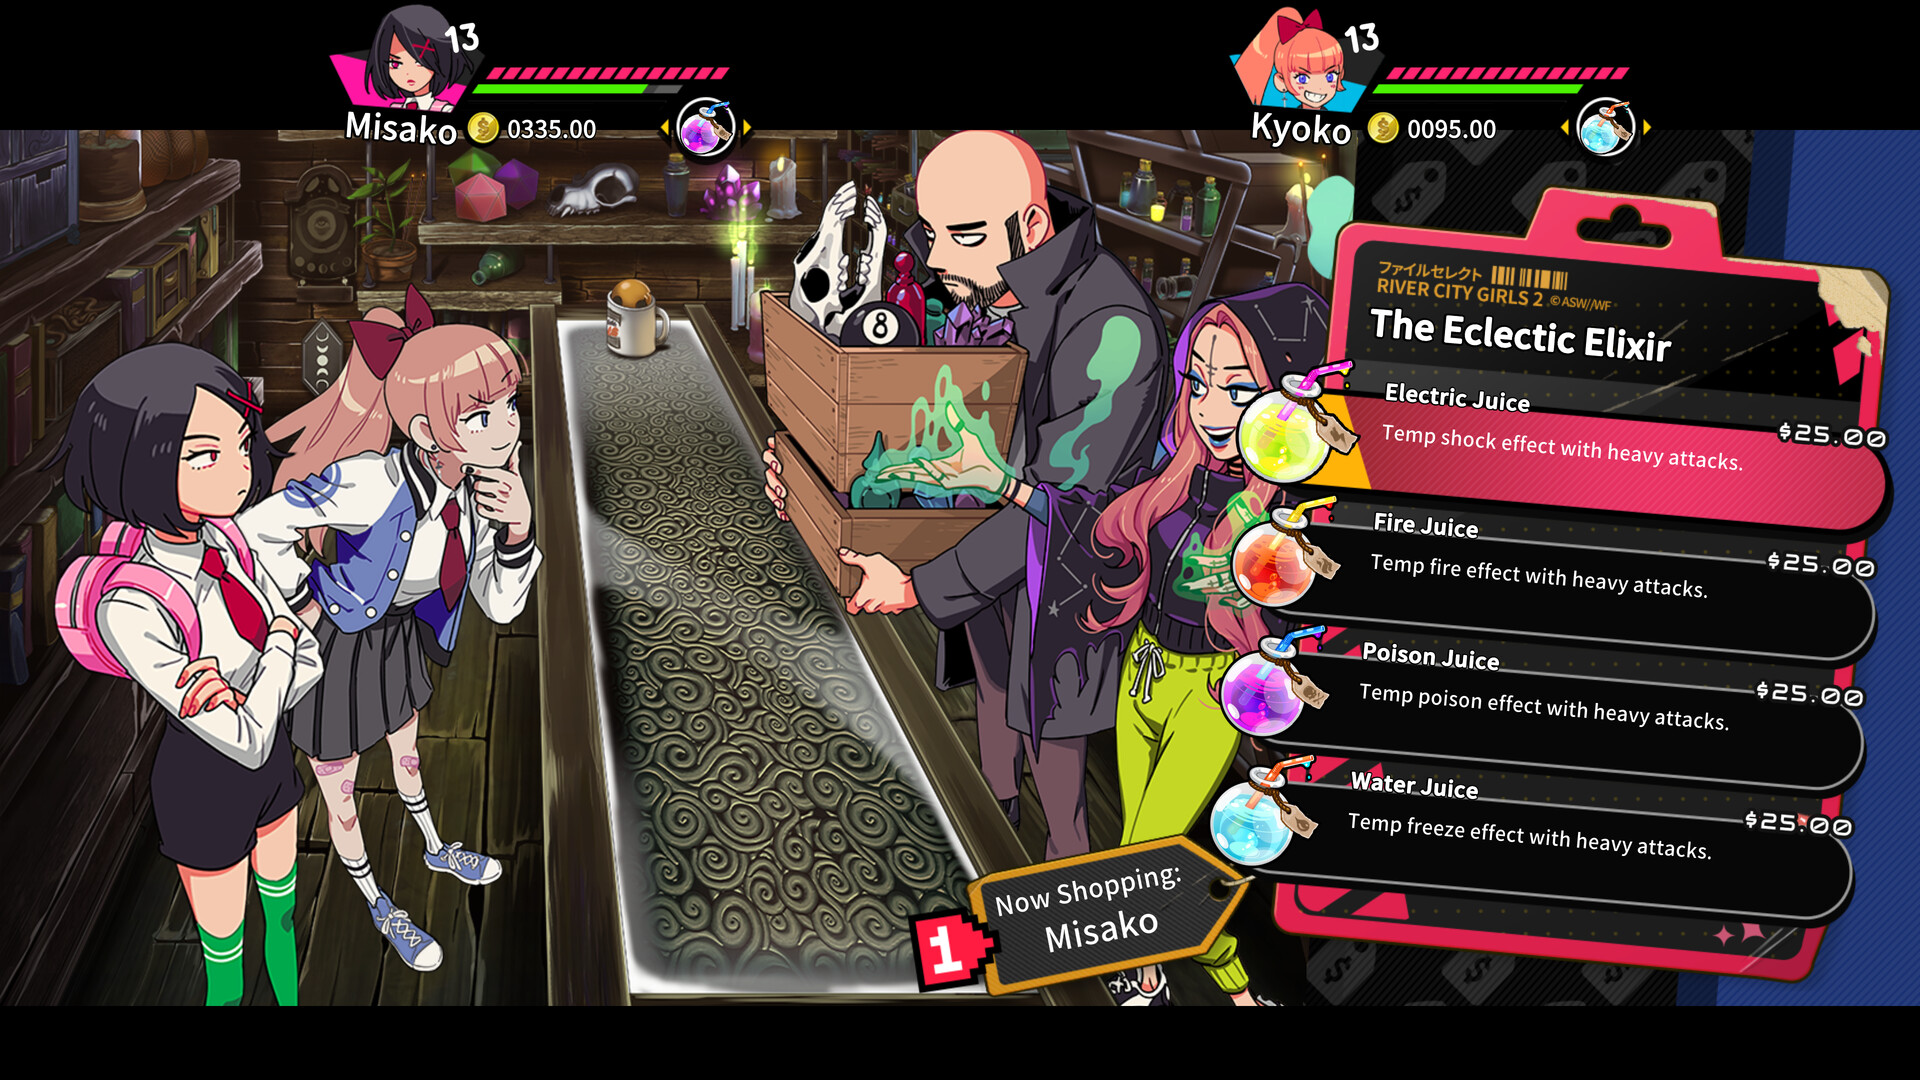 13
Misako
0335.00
13
Kyoko
0095.00
8
ファイルセレクト
RIVER CITY GIRLS 2 © ASW//WF
The Eclectic Elixir
Electric Juice
$25.00
Temp shock effect with heavy attacks.
Fire Juice
$25.00
Temp fire effect with heavy attacks.
Poison Juice
$25.00
Temp poison effect with heavy attacks.
Water Juice
$25.00
Temp freeze effect with heavy attacks.
1
Now Shopping:
Misako